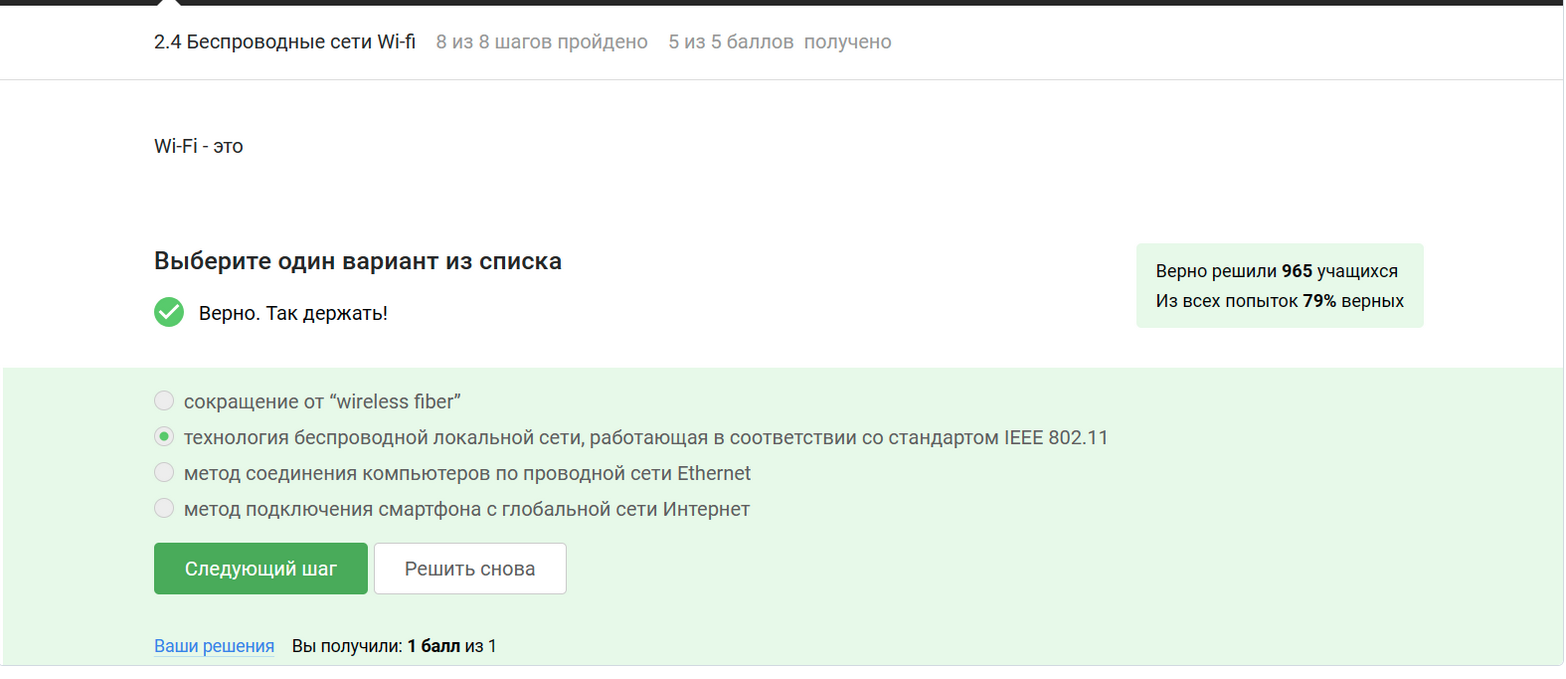 2.4 Беспроводные сети Wi-fi 8 из 8 шагов пройдено 5 из 5 баллов получено
Wi-Fi - это
Выберите один вариант из списка
Верно. Так держать!
Верно решили 965 учащихся
Из всех попыток 79% верных
сокращение от “wireless fiber”
технология беспроводной локальной сети, работающая в соответствии со стандартом IEEE 802.11
метод соединения компьютеров по проводной сети Ethernet
метод подключения смартфона с глобальной сети Интернет
Следующий шаг Решить снова
Ваши решения Вы получили: 1 балл из 1